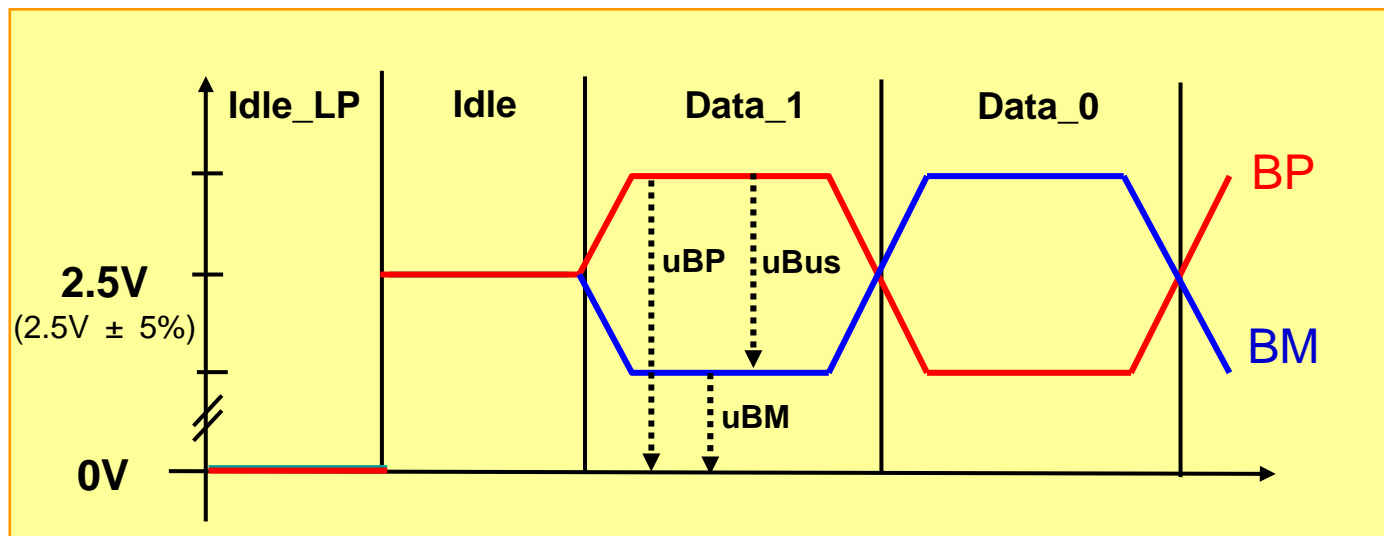 Idle_LP
Idle
Data_1
Data_0
BP
uBP
uBus
2.5V
(2.5V ± 5%)
BM
uBM
0V